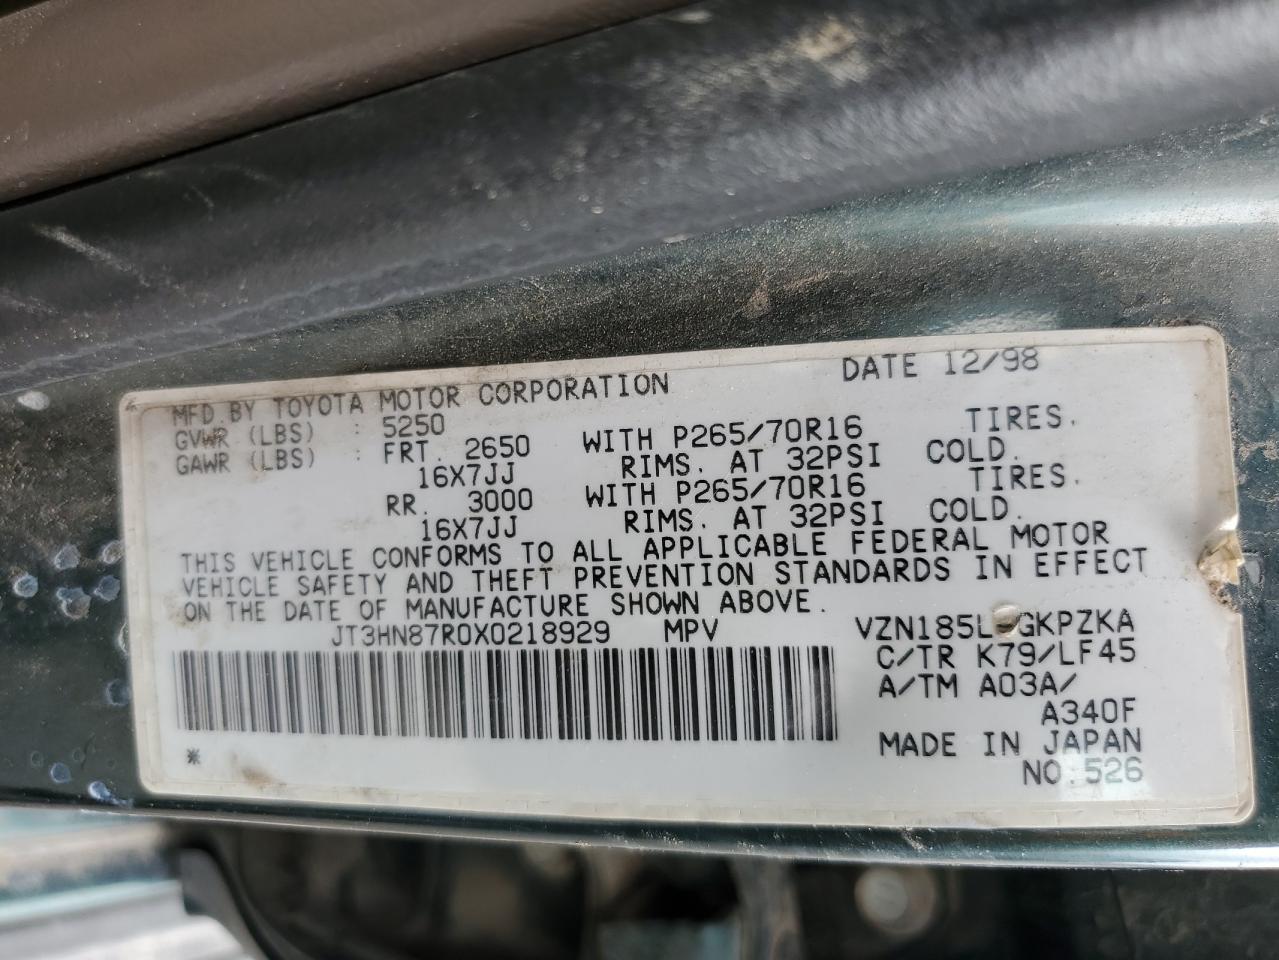 MFD. BY TOYOTA MOTOR CORPORATION DATE 12/98
GVWR (LBS) : 5250
GAWR (LBS) : FRT. 2650 WITH P265/70R16 TIRES.
16X7JJ RIMS. AT 32PSI COLD.
RR. 3000 WITH P265/70R16 TIRES.
16X7JJ RIMS. AT 32PSI COLD.
THIS VEHICLE CONFORMS TO ALL APPLICABLE FEDERAL MOTOR
VEHICLE SAFETY AND THEFT PREVENTION STANDARDS IN EFFECT
ON THE DATE OF MANUFACTURE SHOWN ABOVE.
JT3HN87R0X0218929 MPV VZN185L-GKPZKA
C/TR K79/LF45
A/TM A03A/
A340F
MADE IN JAPAN
* NO.526